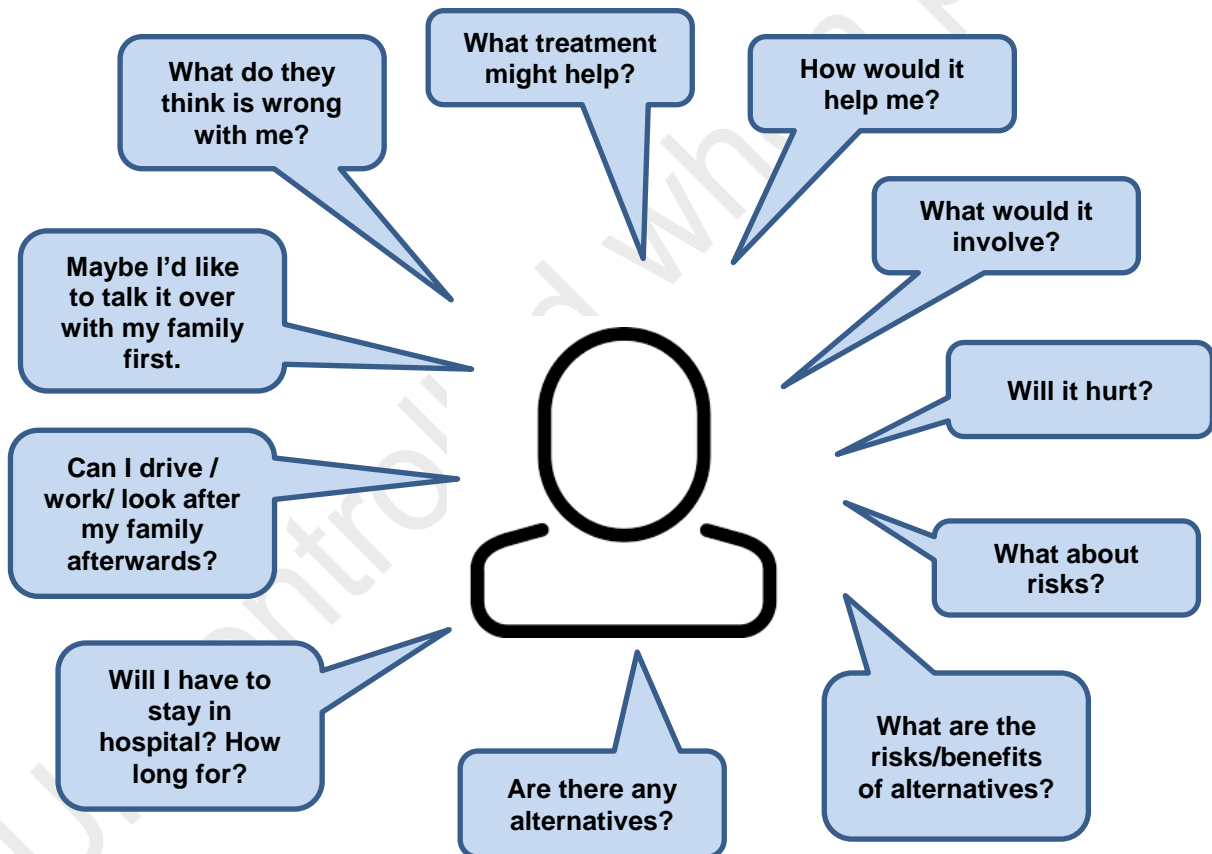 What do they
think is wrong
with me?
What treatment
might help?
How would it
help me?
What would it
involve?
Maybe I’d like
to talk it over
with my family
first.
Will it hurt?
Can I drive /
work/ look after
my family
afterwards?
What about
risks?
Will I have to
stay in
hospital? How
long for?
Are there any
alternatives?
What are the
risks/benefits
of alternatives?